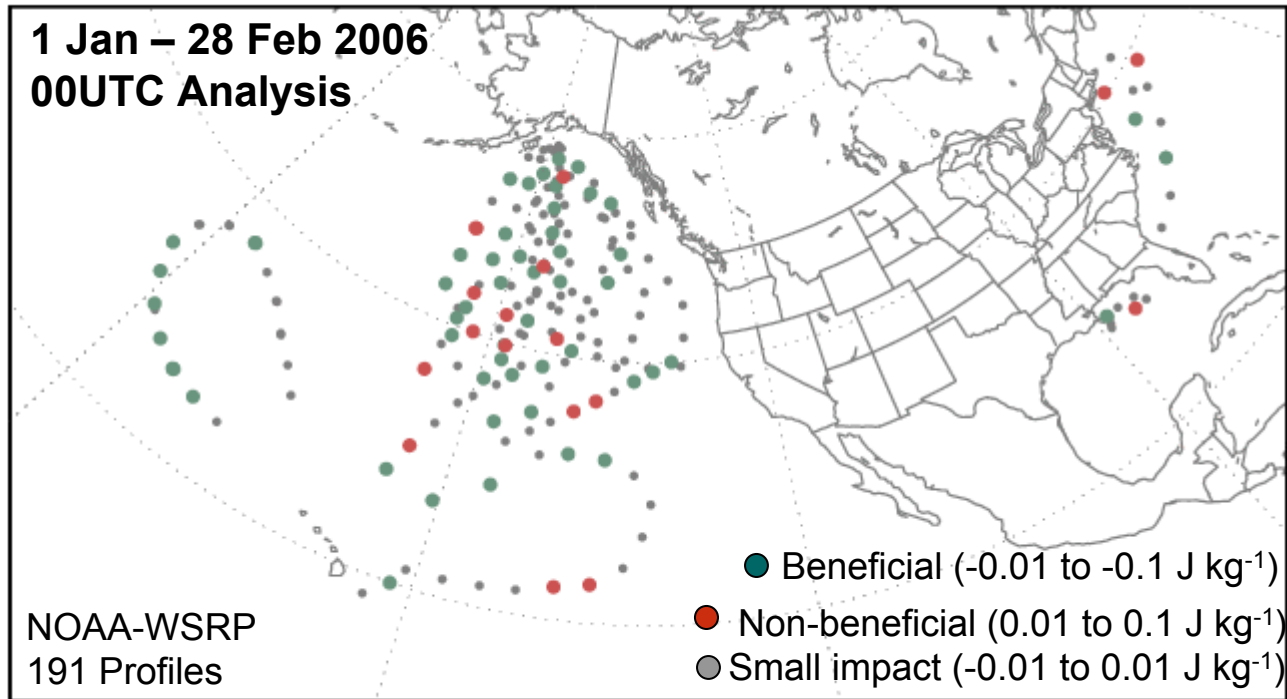 1 Jan – 28 Feb 2006
00UTC Analysis
Beneficial (-0.01 to -0.1 J kg⁻¹)
Non-beneficial (0.01 to 0.1 J kg⁻¹)
Small impact (-0.01 to 0.01 J kg⁻¹)
NOAA-WSRP
191 Profiles